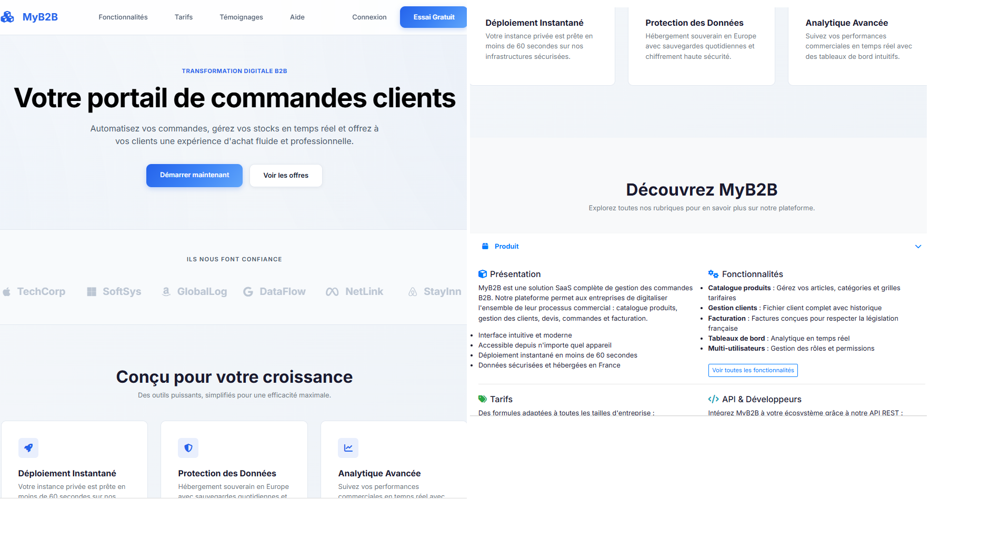 MyB2B
Fonctionnalités
Tarifs
Témoignages
Aide
Connexion
Essai Gratuit
TRANSFORMATION DIGITALE B2B
Votre portail de commandes clients
Automatisez vos commandes, gérez vos stocks en temps réel et offrez à
vos clients une expérience d'achat fluide et professionnelle.
Démarrer maintenant
Voir les offres
ILS NOUS FONT CONFIANCE
TechCorp
SoftSys
GlobalLog
DataFlow
NetLink
StayInn
Conçu pour votre croissance
Des outils puissants, simplifiés pour une efficacité maximale.
Déploiement Instantané
Votre instance privée est prête en
moins de 60 secondes sur nos
Protection des Données
Hébergement souverain en Europe
avec sauvegardes quotidiennes et
Analytique Avancée
Suivez vos performances
commerciales en temps réel avec
Déploiement Instantané
Votre instance privée est prête en
moins de 60 secondes sur nos
infrastructures sécurisées.
Protection des Données
Hébergement souverain en Europe
avec sauvegardes quotidiennes et
chiffrement haute sécurité.
Analytique Avancée
Suivez vos performances
commerciales en temps réel avec
des tableaux de bord intuitifs.
Découvrez MyB2B
Explorez toutes nos rubriques pour en savoir plus sur notre plateforme.
Produit
Présentation
MyB2B est une solution SaaS complète de gestion des commandes
B2B. Notre plateforme permet aux entreprises de digitaliser
l'ensemble de leur processus commercial : catalogue produits,
gestion des clients, devis, commandes et facturation.
• Interface intuitive et moderne
• Accessible depuis n'importe quel appareil
• Déploiement instantané en moins de 60 secondes
• Données sécurisées et hébergées en France
Fonctionnalités
• Catalogue produits : Gérez vos articles, catégories et grilles
tarifaires
• Gestion clients : Fichier client complet avec historique
• Facturation : Factures conçues pour respecter la législation
française
• Tableaux de bord : Analytique en temps réel
• Multi-utilisateurs : Gestion des rôles et permissions
Voir toutes les fonctionnalités
Tarifs
Des formules adaptées à toutes les tailles d'entreprise :
API & Développeurs
Intégrez MyB2B à votre écosystème grâce à notre API REST :